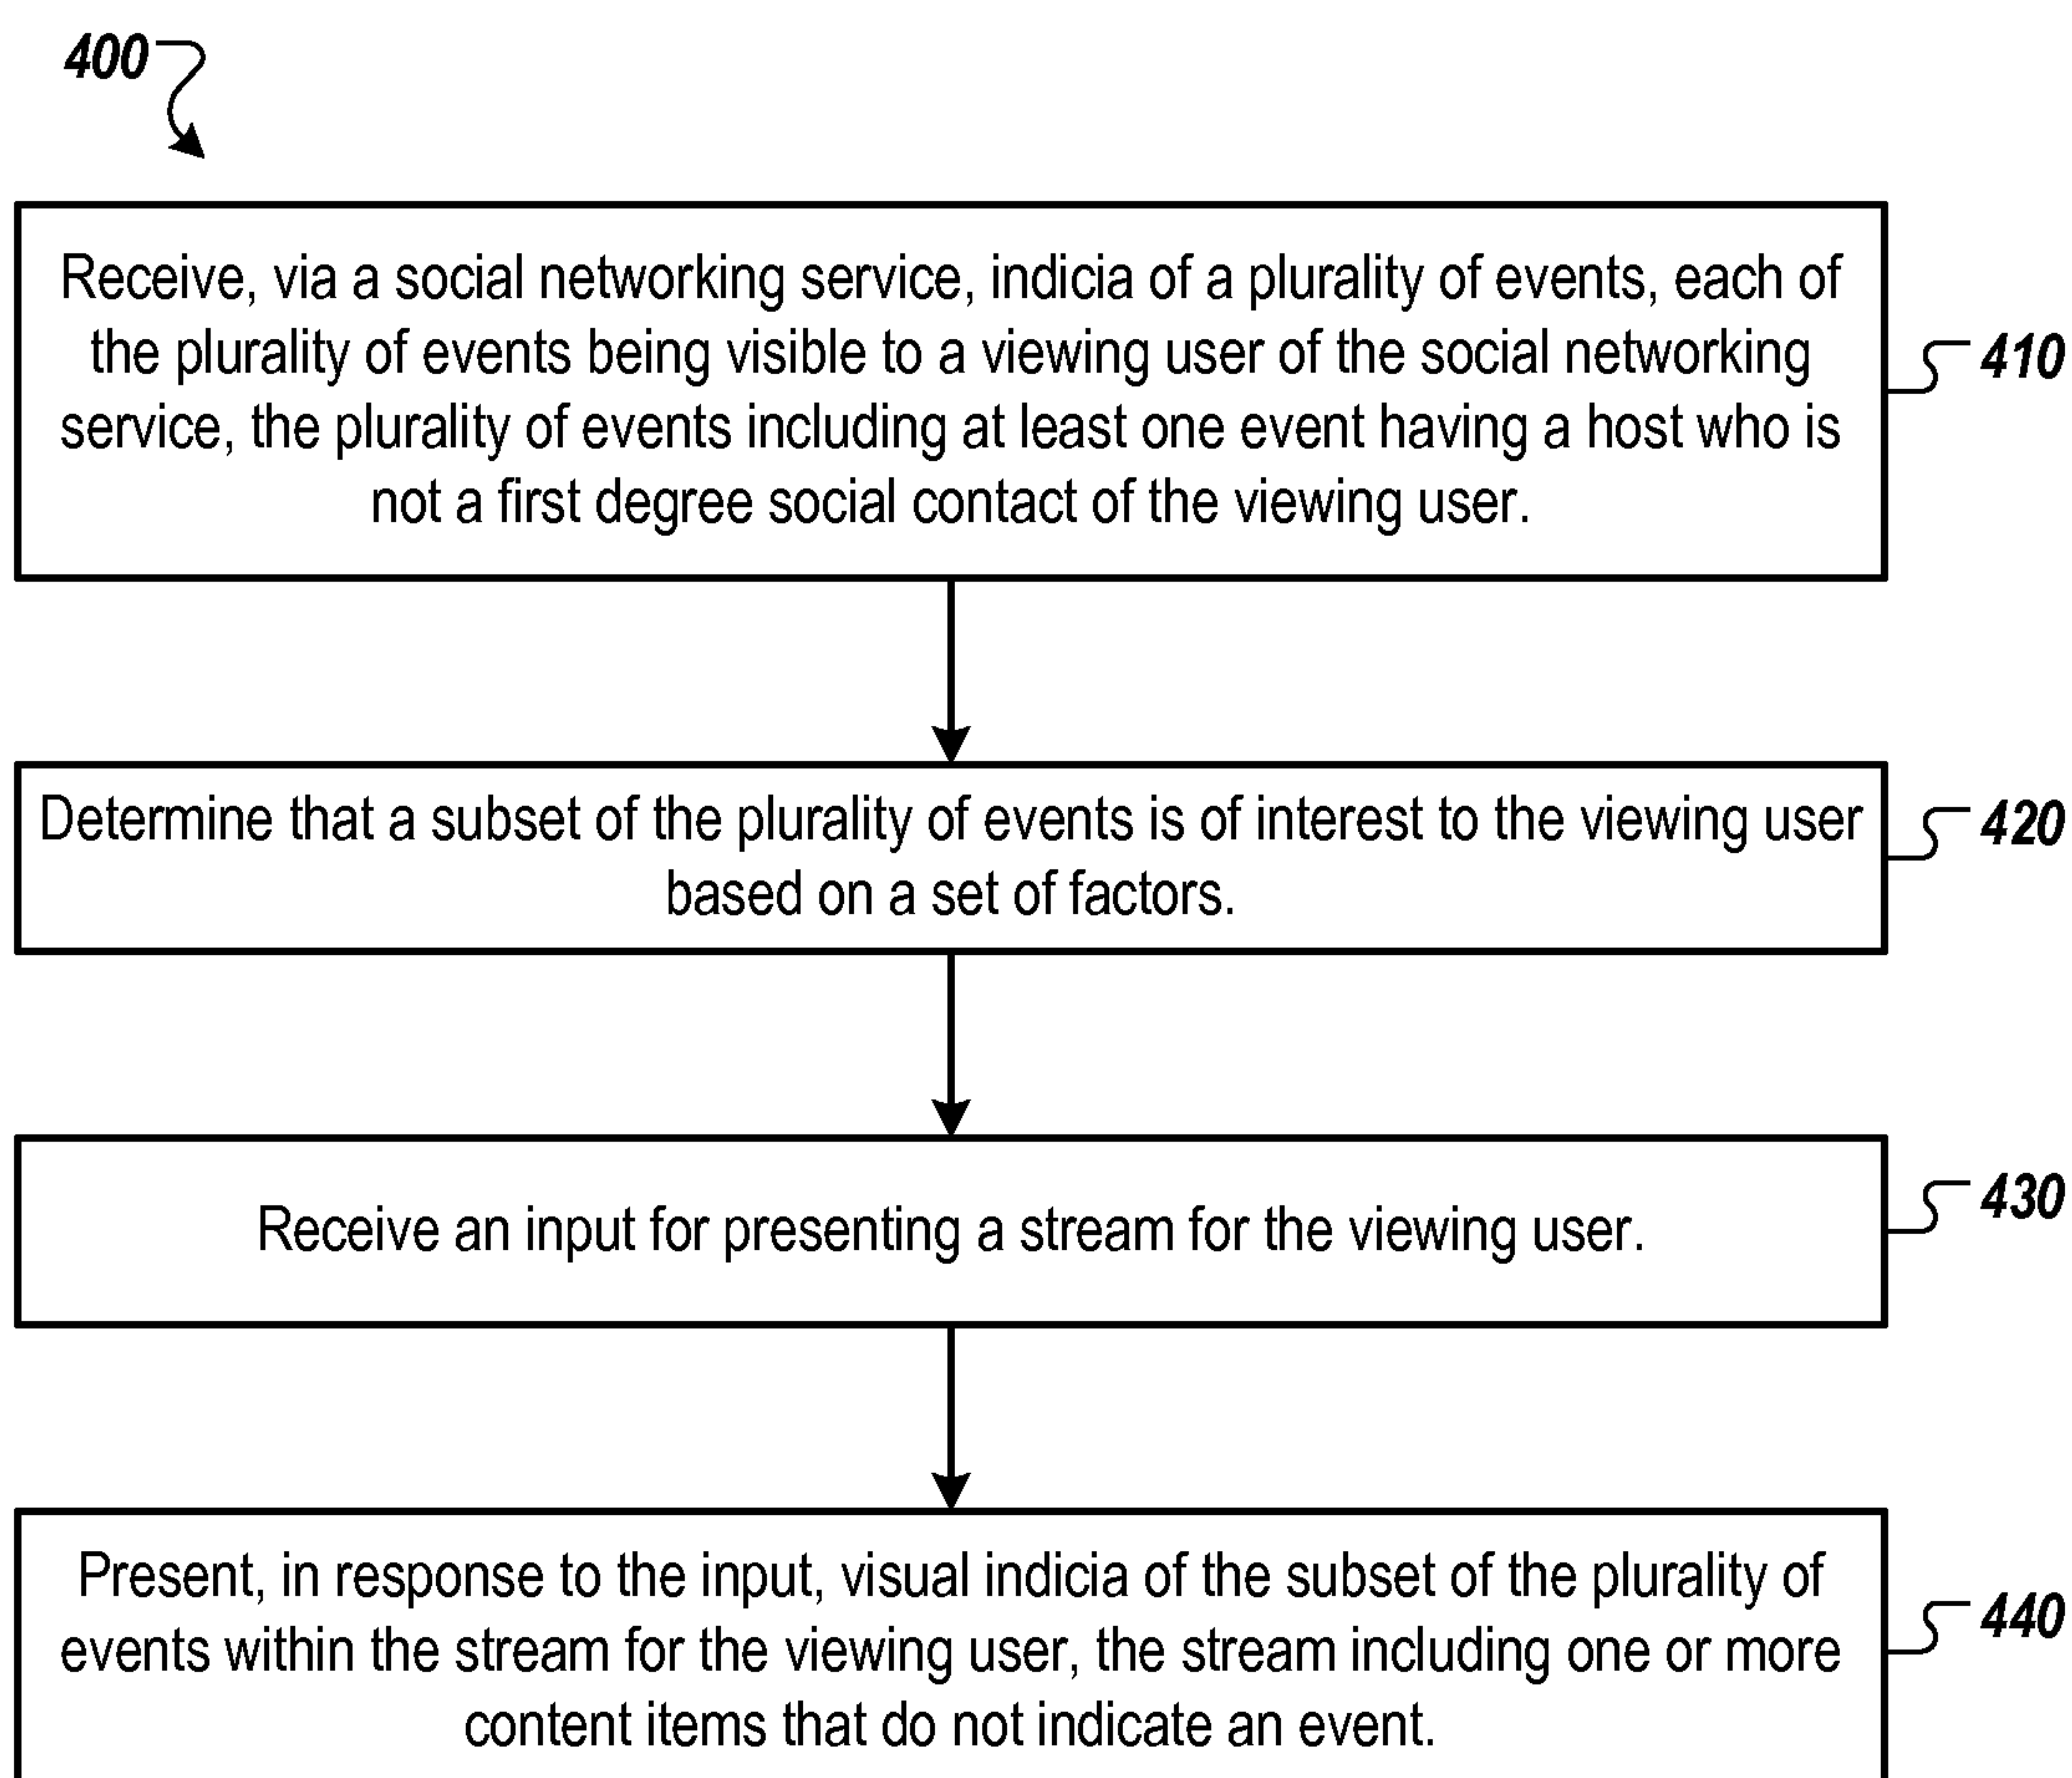 400
Receive, via a social networking service, indicia of a plurality of events, each of
the plurality of events being visible to a viewing user of the social networking
service, the plurality of events including at least one event having a host who is
not a first degree social contact of the viewing user.
410
Determine that a subset of the plurality of events is of interest to the viewing user
based on a set of factors.
420
Receive an input for presenting a stream for the viewing user.
430
Present, in response to the input, visual indicia of the subset of the plurality of
events within the stream for the viewing user, the stream including one or more
content items that do not indicate an event.
440